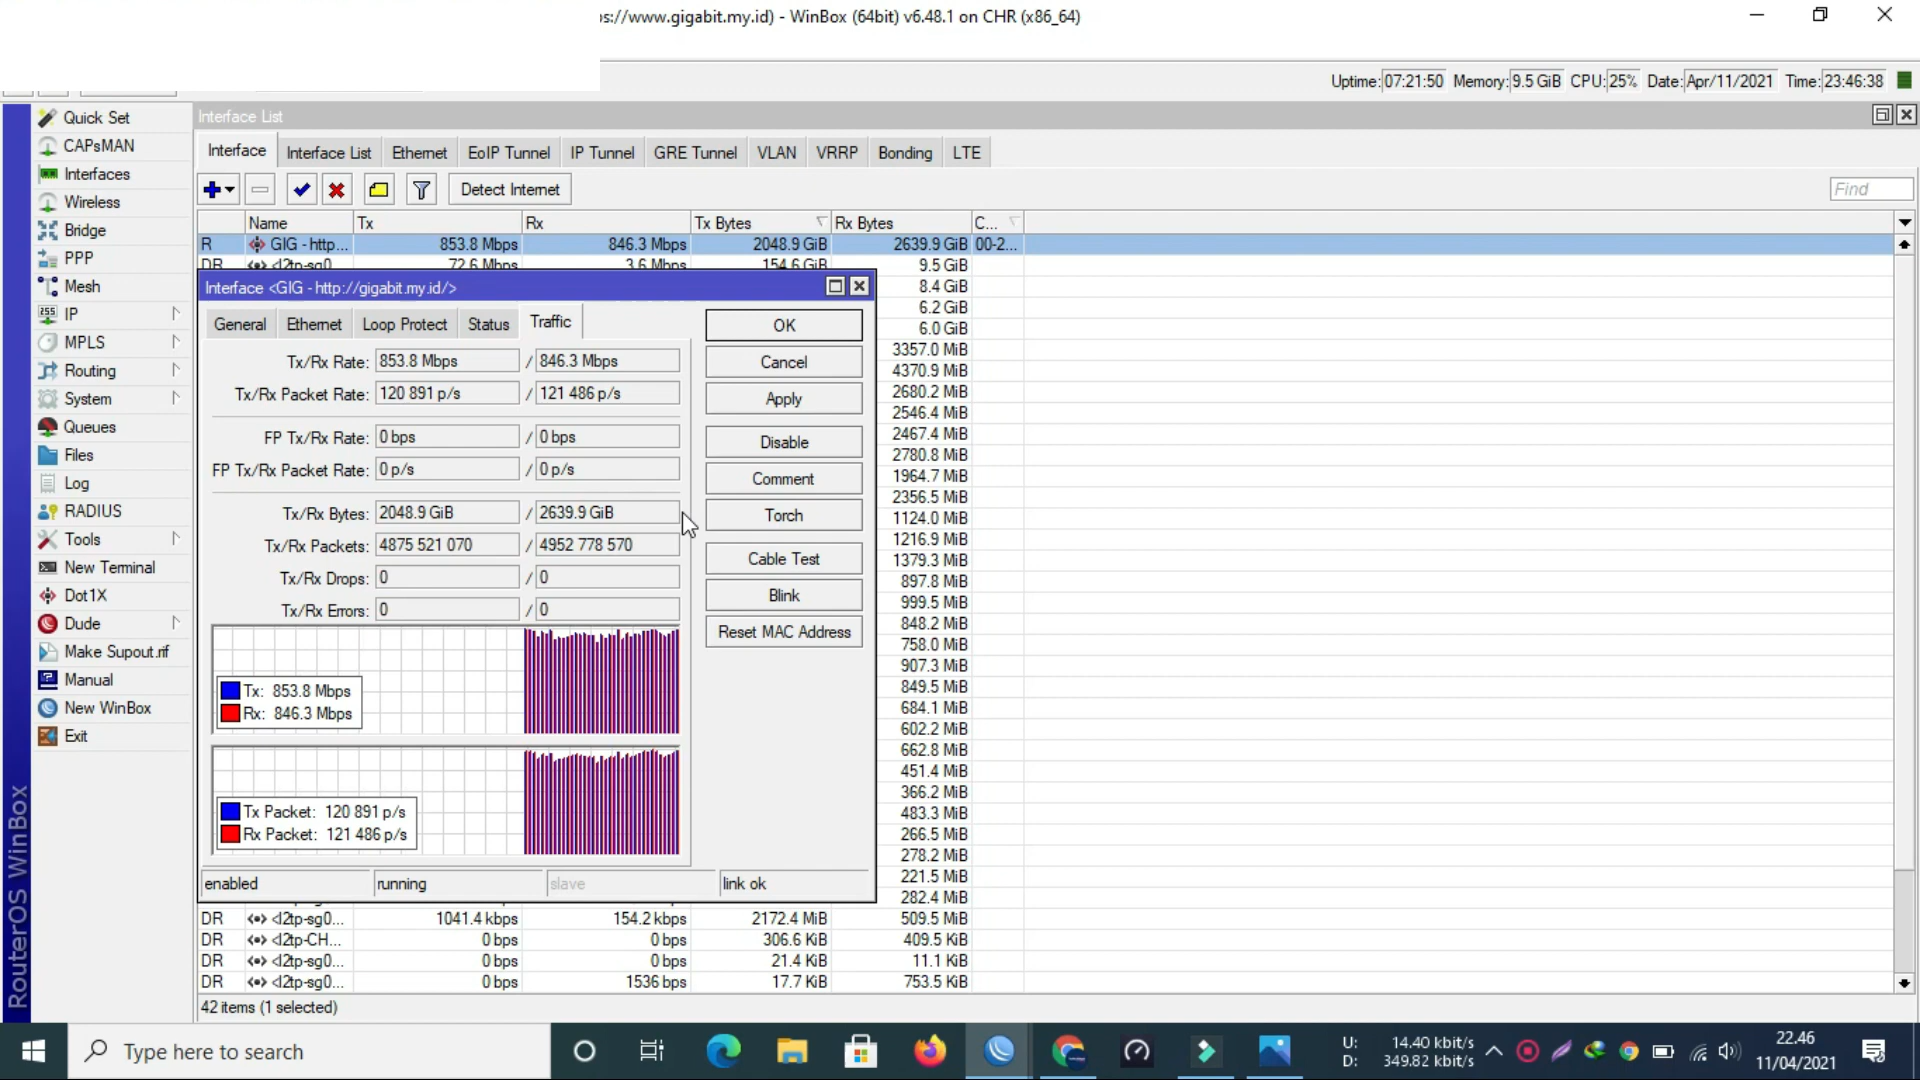 s://www.gigabit.my.id) - WinBox (64bit) v6.48.1 on CHR (x86_64)
Uptime: 07:21:50 Memory: 9.5 GiB CPU: 25% Date: Apr/11/2021 Time: 23:46:38
Quick Set
CAPsMAN
Interfaces
Wireless
Bridge
PPP
Mesh
255 IP
MPLS
Routing
System
Queues
Files
Log
RADIUS
Tools
New Terminal
Dot1X
Dude
Make Supout.rif
Manual
New WinBox
Exit
RouterOS WinBox
Interface List
Interface Interface List Ethernet EoIP Tunnel IP Tunnel GRE Tunnel VLAN VRRP Bonding LTE
Detect Internet Find
Name Tx Rx Tx Bytes Rx Bytes C...
R GIG - http... 853.8 Mbps 846.3 Mbps 2048.9 GiB 2639.9 GiB 00-2...
DR <l2tp-sg0... 72.6 Mbps 3.6 Mbps 154.6 GiB 9.5 GiB
8.4 GiB
6.2 GiB
6.0 GiB
3357.0 MiB
4370.9 MiB
2680.2 MiB
2546.4 MiB
2467.4 MiB
2780.8 MiB
1964.7 MiB
2356.5 MiB
1124.0 MiB
1216.9 MiB
1379.3 MiB
897.8 MiB
999.5 MiB
848.2 MiB
758.0 MiB
907.3 MiB
849.5 MiB
684.1 MiB
602.2 MiB
662.8 MiB
451.4 MiB
366.2 MiB
483.3 MiB
266.5 MiB
278.2 MiB
221.5 MiB
282.4 MiB
Interface <GIG - http://gigabit.my.id/>
General Ethernet Loop Protect Status Traffic
Tx/Rx Rate: 853.8 Mbps / 846.3 Mbps
Tx/Rx Packet Rate: 120 891 p/s / 121 486 p/s
FP Tx/Rx Rate: 0 bps / 0 bps
FP Tx/Rx Packet Rate: 0 p/s / 0 p/s
Tx/Rx Bytes: 2048.9 GiB / 2639.9 GiB
Tx/Rx Packets: 4875 521 070 / 4952 778 570
Tx/Rx Drops: 0 / 0
Tx/Rx Errors: 0 / 0
Tx: 853.8 Mbps
Rx: 846.3 Mbps
Tx Packet: 120 891 p/s
Rx Packet: 121 486 p/s
OK
Cancel
Apply
Disable
Comment
Torch
Cable Test
Blink
Reset MAC Address
enabled running slave link ok
DR <l2tp-sg0... 1041.4 kbps 154.2 kbps 2172.4 MiB 509.5 MiB
DR <l2tp-CH... 0 bps 0 bps 306.6 KiB 409.5 KiB
DR <l2tp-sg0... 0 bps 0 bps 21.4 KiB 11.1 KiB
DR <l2tp-sg0... 0 bps 1536 bps 17.7 KiB 753.5 KiB
42 items (1 selected)
Type here to search
U: 14.40 kbit/s
D: 349.82 kbit/s
22.46
11/04/2021